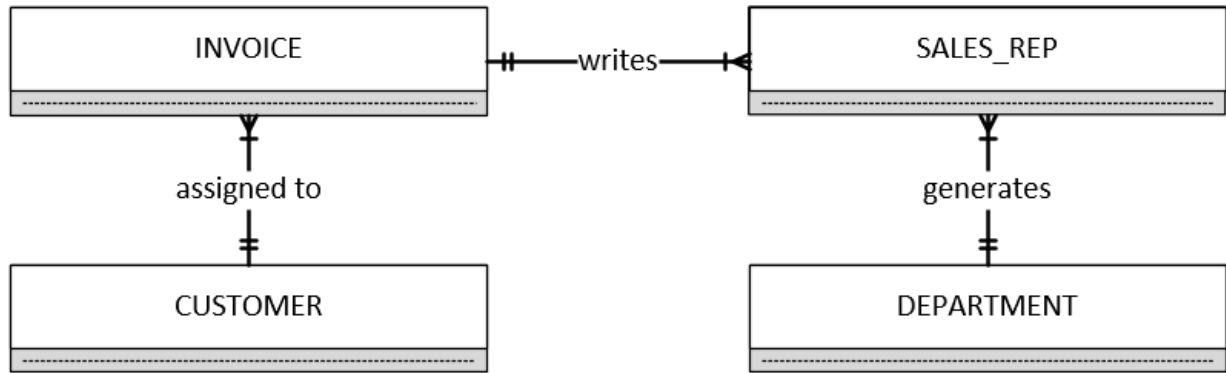 INVOICE
writes
SALES_REP
assigned to
generates
CUSTOMER
DEPARTMENT